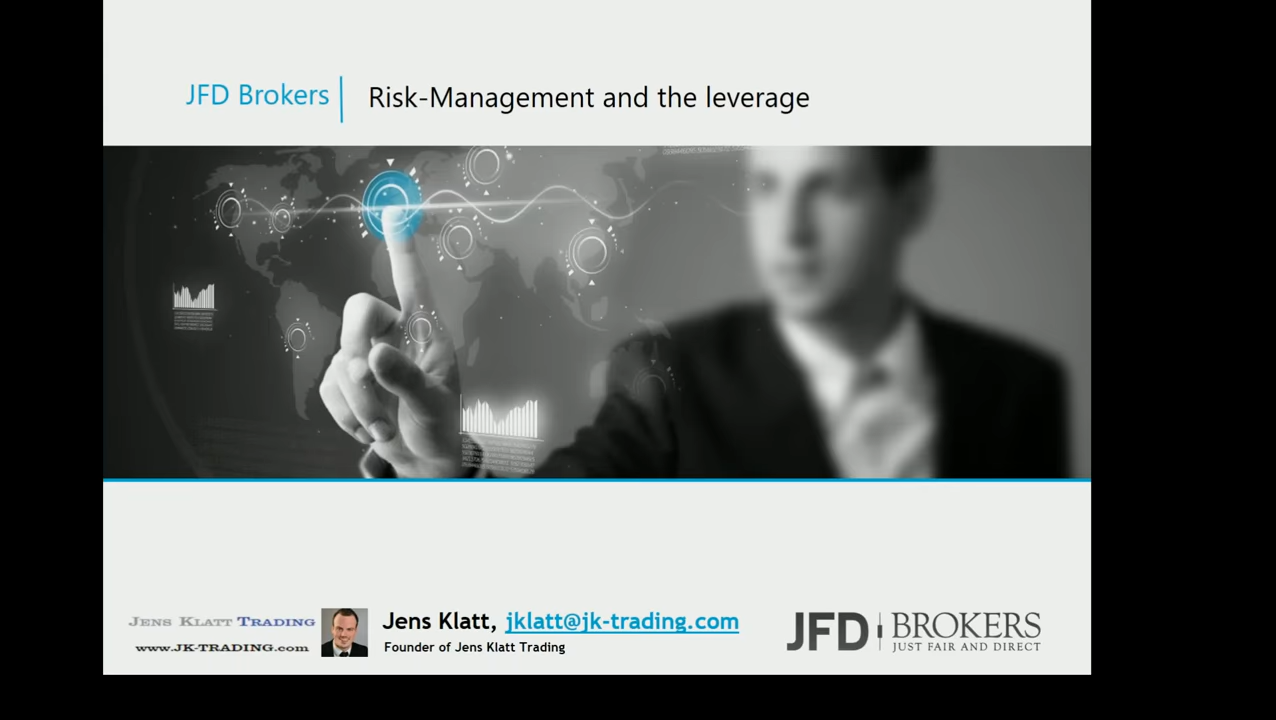 JFD Brokers
Risk-Management and the leverage
JENS KLATT TRADING
www.JK-TRADING.com
Jens Klatt, jklatt@jk-trading.com
Founder of Jens Klatt Trading
JFD BROKERS
JUST FAIR AND DIRECT